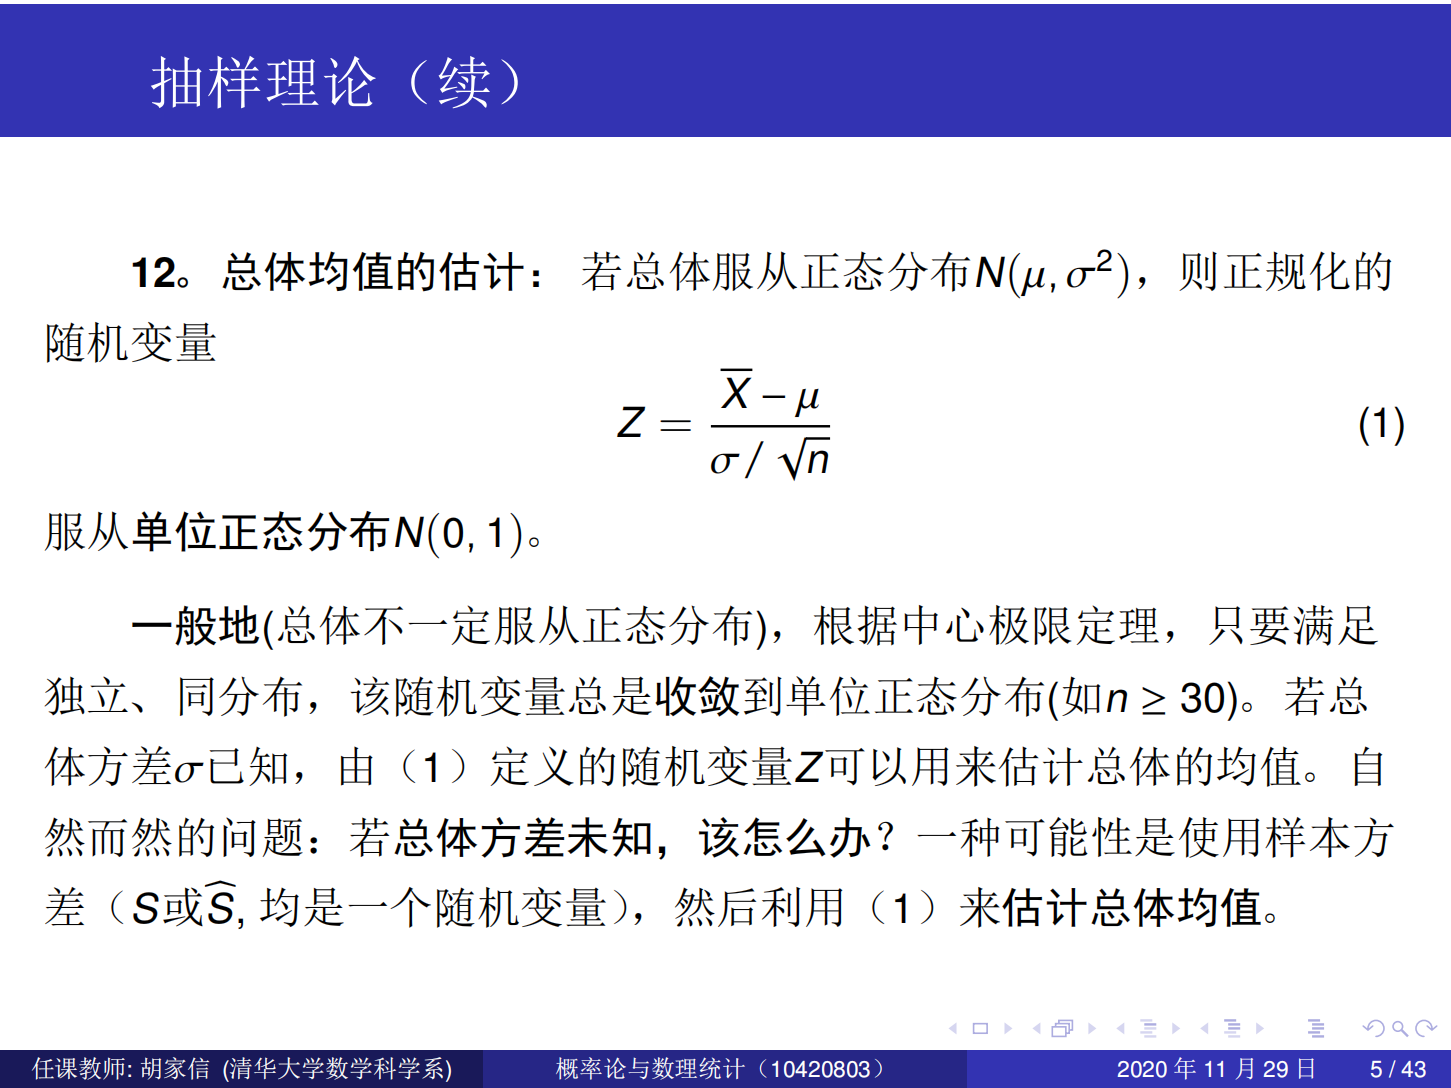 抽样理论（续）
12。总体均值的估计： 若总体服从正态分布N(μ, σ²)，则正规化的
随机变量
Z = (X̄ − μ) / (σ/√n) (1)
服从单位正态分布N(0, 1)。
一般地(总体不一定服从正态分布)，根据中心极限定理，只要满足
独立、同分布，该随机变量总是收敛到单位正态分布(如n ≥ 30)。若总
体方差σ已知，由（1）定义的随机变量Z可以用来估计总体的均值。自
然而然的问题：若总体方差未知，该怎么办？一种可能性是使用样本方
差（S或Ŝ, 均是一个随机变量），然后利用（1）来估计总体均值。
任课教师: 胡家信 (清华大学数学科学系) 概率论与数理统计（10420803） 2020 年 11 月 29 日 5 / 43